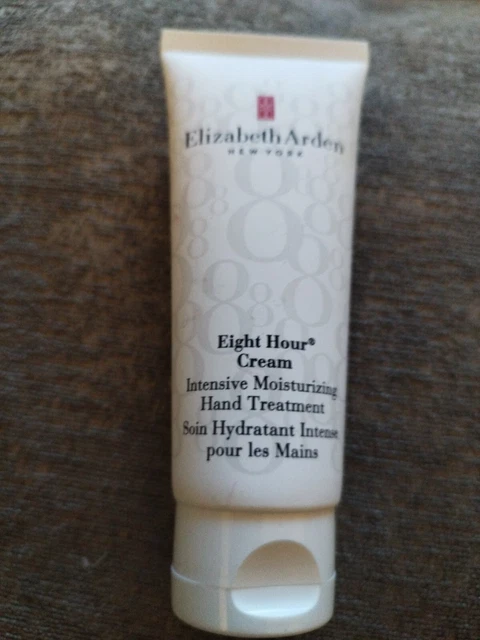 Elizabeth Arden
NEW YORK
Eight Hour®
Cream
Intensive Moisturizing
Hand Treatment
Soin Hydratant Intense
pour les Mains